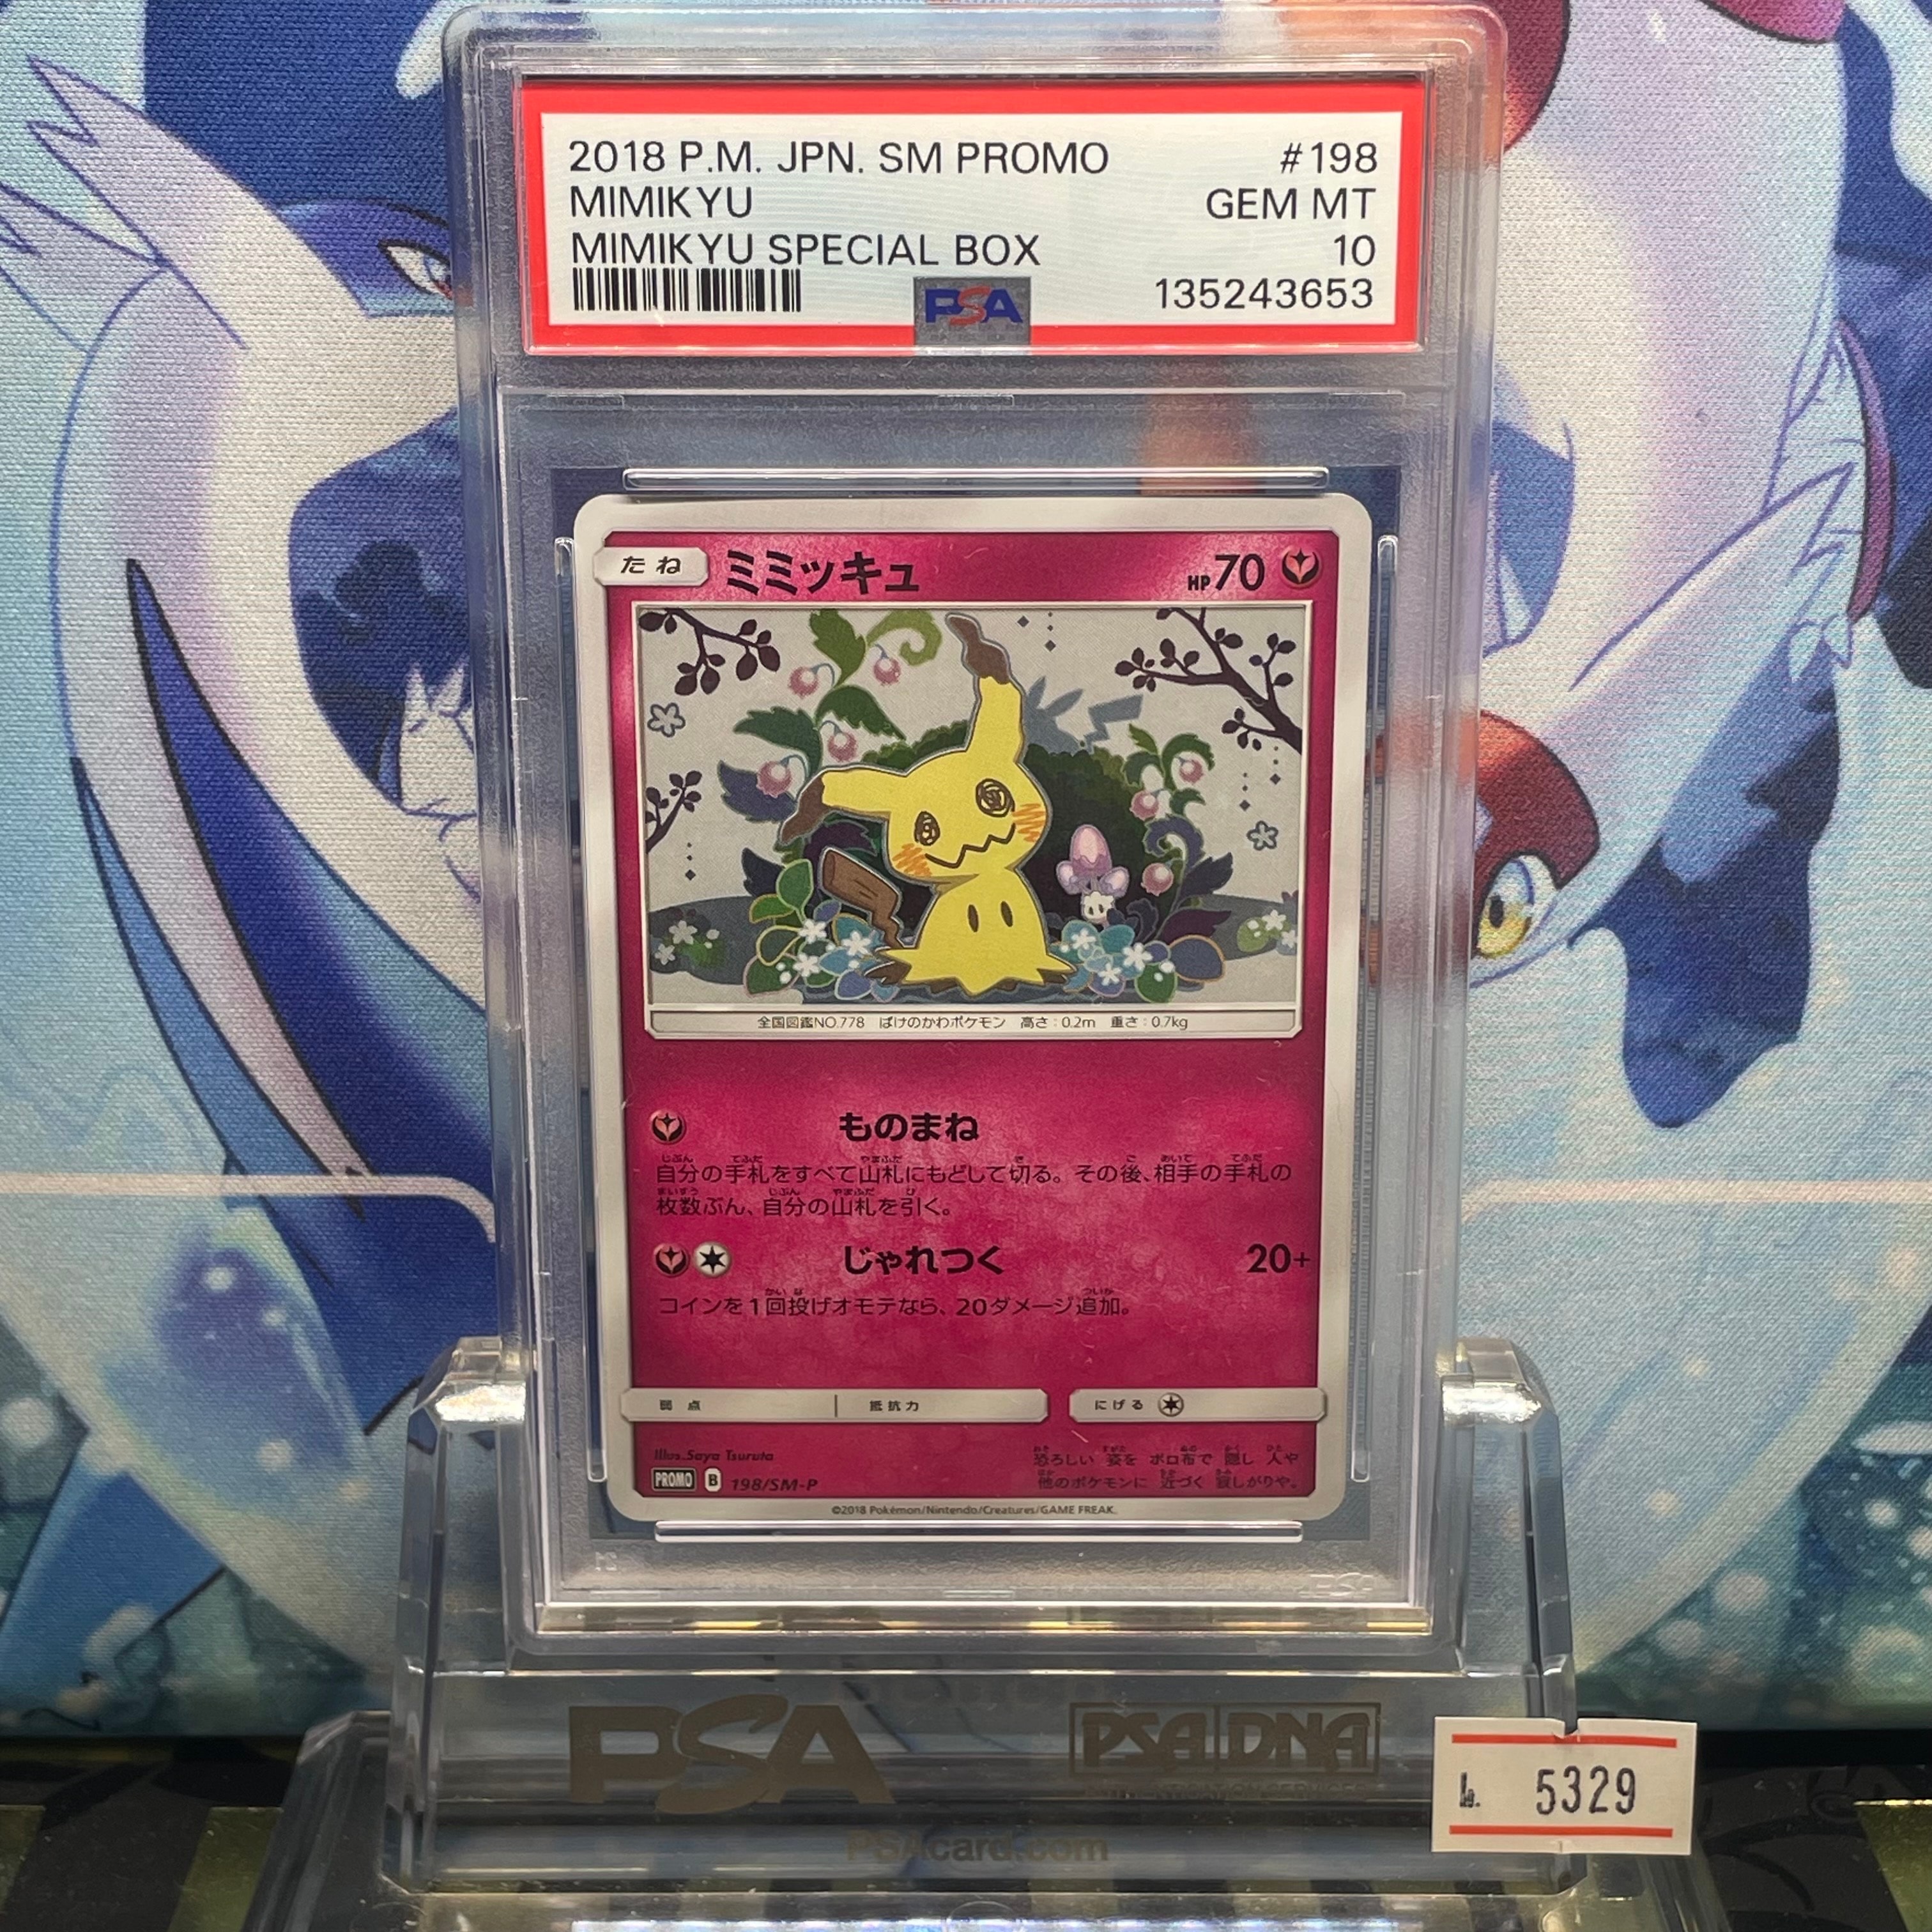 2018 P.M. JPN. SM PROMO #198
MIMIKYU GEM MT
MIMIKYU SPECIAL BOX 10
PSA 135243653
たね ミミッキュ HP70
全国図鑑NO.778 ばけのかわポケモン 高さ:0.2m 重さ:0.7kg
ものまね
自分の手札をすべて山札にもどして切る。その後、相手の手札の
枚数ぶん、自分の山札を引く。
じゃれつく 20+
コインを1回投げオモテなら、20ダメージ追加。
弱点 抵抗力 にげる
Illus.Saya Tsuruta
恐ろしい 姿を ボロ布で 隠し 人や
PROMO B 198/SM-P
他のポケモンに 近づく 寂しがりや。
©2018 Pokémon/Nintendo/Creatures/GAME FREAK.
PSA PSA DNA
PSAcard.com
5329